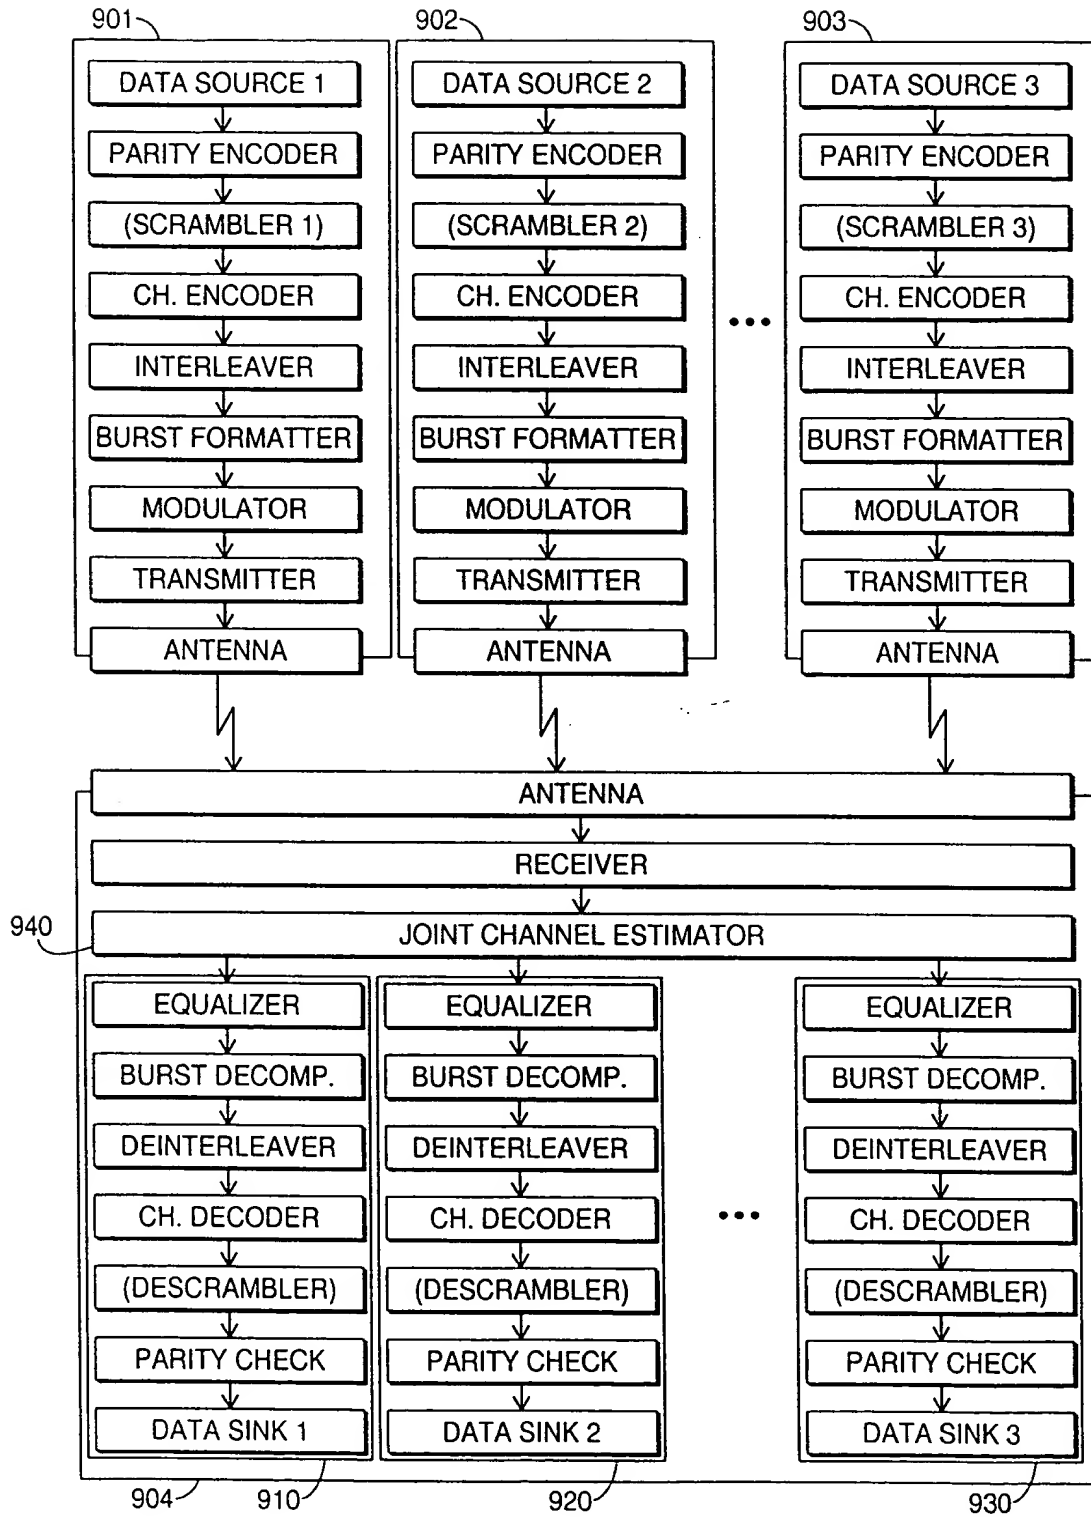 901
902
903
DATA SOURCE 1
DATA SOURCE 2
DATA SOURCE 3
PARITY ENCODER
PARITY ENCODER
PARITY ENCODER
(SCRAMBLER 1)
(SCRAMBLER 2)
(SCRAMBLER 3)
CH. ENCODER
CH. ENCODER
CH. ENCODER
INTERLEAVER
INTERLEAVER
INTERLEAVER
BURST FORMATTER
BURST FORMATTER
BURST FORMATTER
MODULATOR
MODULATOR
MODULATOR
TRANSMITTER
TRANSMITTER
TRANSMITTER
ANTENNA
ANTENNA
ANTENNA
ANTENNA
RECEIVER
940
JOINT CHANNEL ESTIMATOR
EQUALIZER
EQUALIZER
EQUALIZER
BURST DECOMP.
BURST DECOMP.
BURST DECOMP.
DEINTERLEAVER
DEINTERLEAVER
DEINTERLEAVER
CH. DECODER
CH. DECODER
CH. DECODER
(DESCRAMBLER)
(DESCRAMBLER)
(DESCRAMBLER)
PARITY CHECK
PARITY CHECK
PARITY CHECK
DATA SINK 1
DATA SINK 2
DATA SINK 3
904
910
920
930